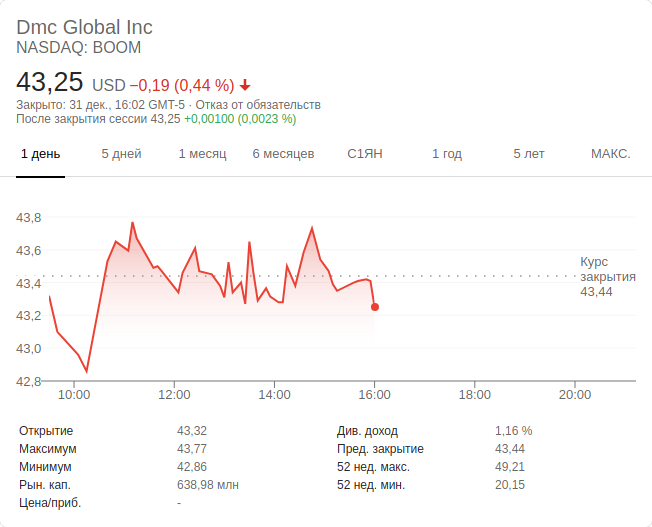 Dmc Global Inc
NASDAQ: BOOM
43,25 USD −0,19 (0,44 %)
Закрыто: 31 дек., 16:02 GMT-5 · Отказ от обязательств
После закрытия сессии 43,25 +0,00100 (0,0023 %)
1 день 5 дней 1 месяц 6 месяцев С1ЯН 1 год 5 лет МАКС.
43,8
43,6
43,4
43,2
43,0
42,8
Курс
закрытия
43,44
10:00 12:00 14:00 16:00 18:00 20:00
Открытие 43,32 Див. доход 1,16 %
Максимум 43,77 Пред. закрытие 43,44
Минимум 42,86 52 нед. макс. 49,21
Рын. кап. 638,98 млн 52 нед. мин. 20,15
Цена/приб. -